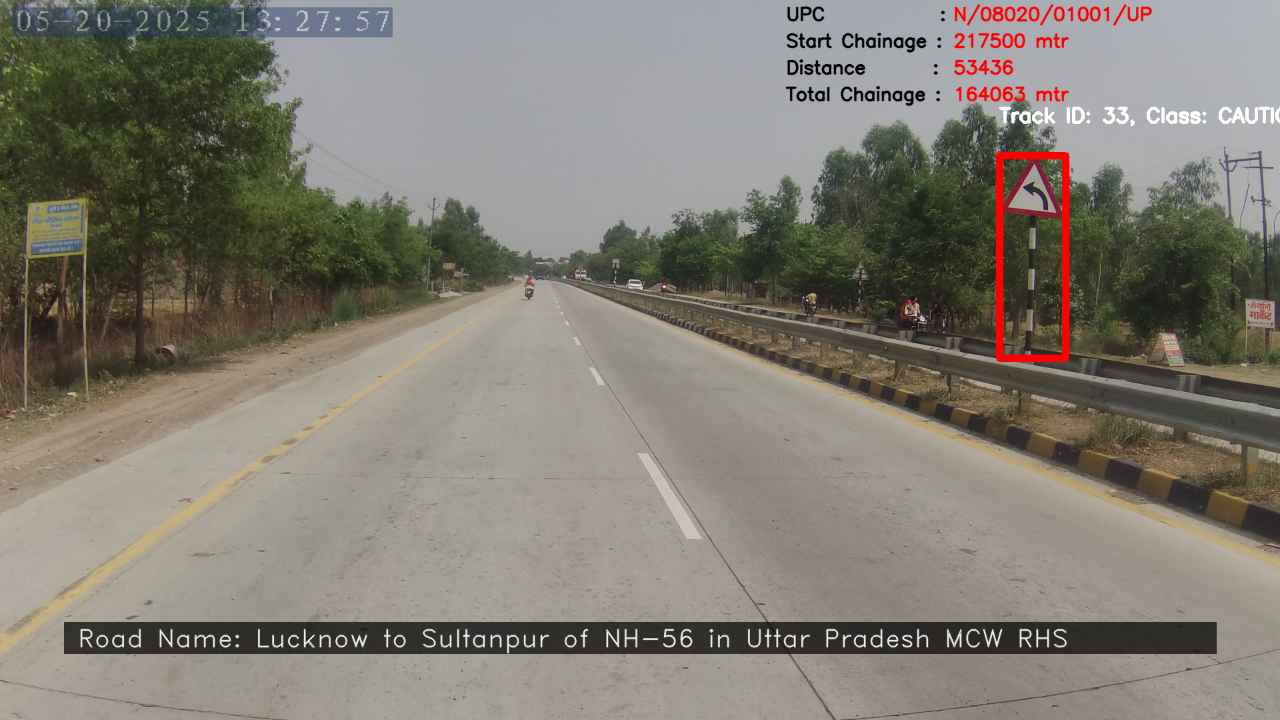 05-20-2025 13:27:57
UPC : N/08020/01001/UP
Start Chainage : 217500 mtr
Distance : 53436
Total Chainage : 164063 mtr
Track ID: 33, Class: CAUTIO
मार्केट
Road Name: Lucknow to Sultanpur of NH-56 in Uttar Pradesh MCW RHS